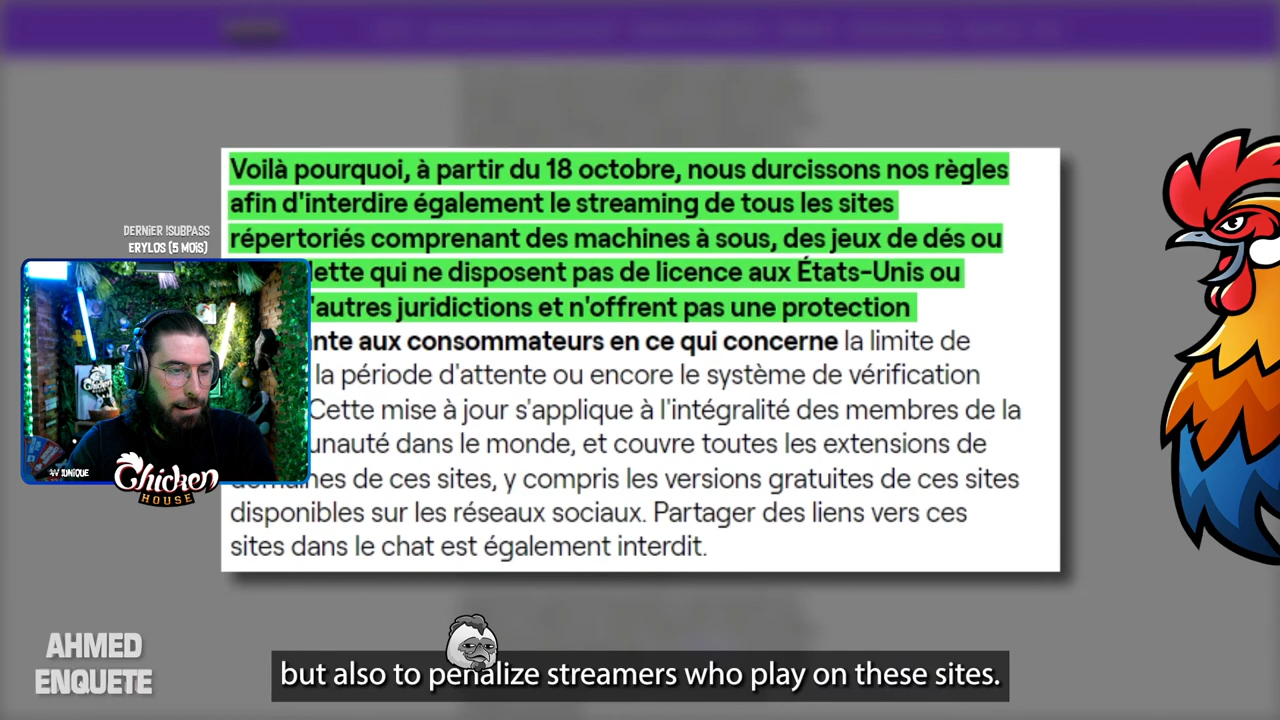 Voilà pourquoi, à partir du 18 octobre, nous durcissons nos règles
afin d'interdire également le streaming de tous les sites
répertoriés comprenant des machines à sous, des jeux de dés ou
qui ne disposent pas de licence aux États-Unis ou
'autres juridictions et n'offrent pas une protection
aux consommateurs en ce qui concerne la limite de
la période d'attente ou encore le système de vérification
Cette mise à jour s'applique à l'intégralité des membres de la
dans le monde, et couvre toutes les extensions de
de ces sites, y compris les versions gratuites de ces sites
disponibles sur les réseaux sociaux. Partager des liens vers ces
sites dans le chat est également interdit.
DERNIER !SUBPASS
ERYLOS (5 MOIS)
Chicken
HOUSE
AHMED
ENQUETE
but also to penalize streamers who play on these sites.